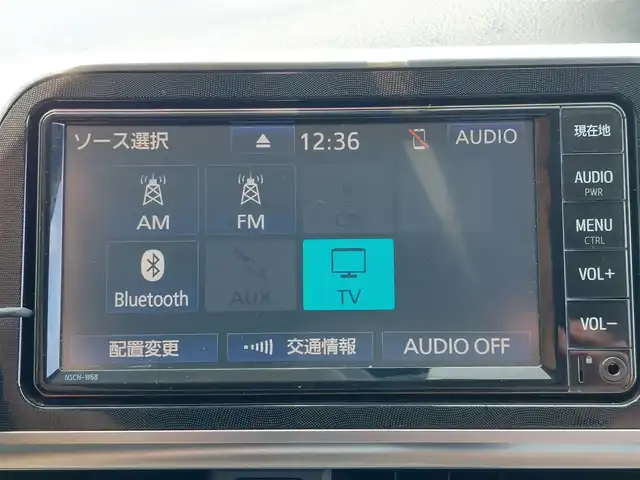 ソース選択
12:36
AUDIO
現在地
AM
FM
CD
AUDIO
PWR
MENU
CTRL
Bluetooth
AUX
TV
VOL+
VOL−
配置変更
交通情報
AUDIO OFF
NSCN-W68